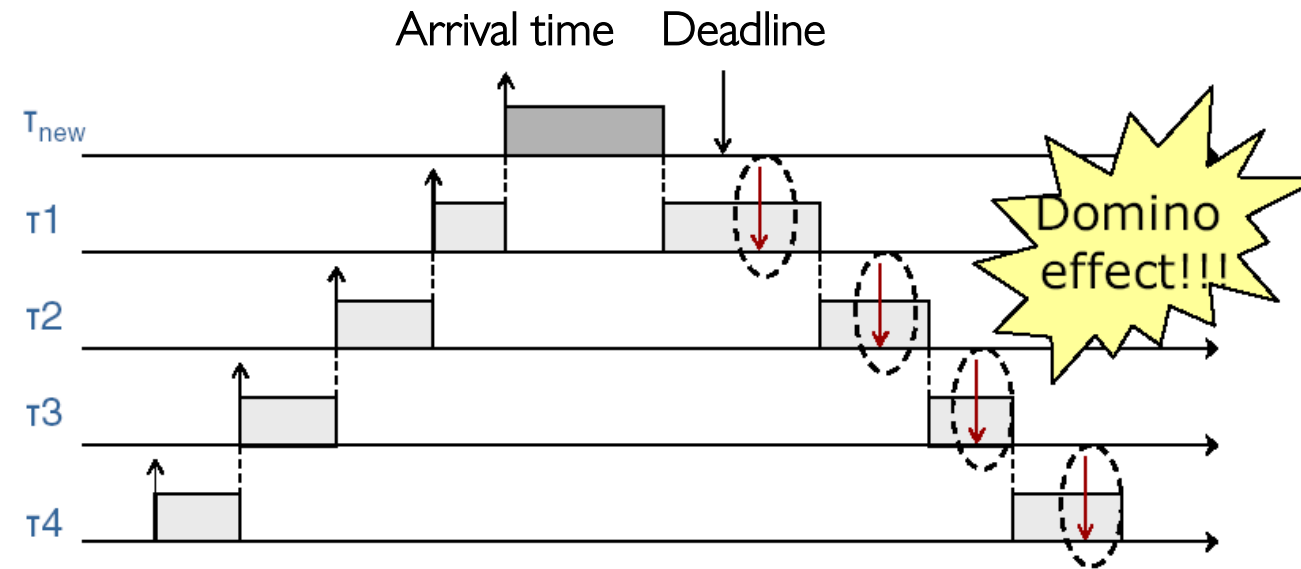 Arrival time Deadline
τnew
τ1
Domino
effect!!!
τ2
τ3
τ4